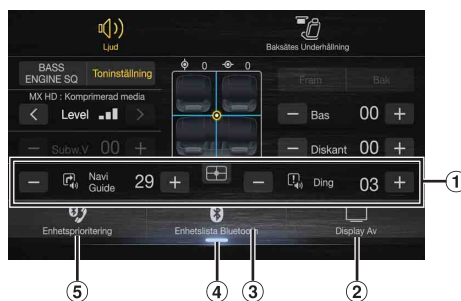 Ljud
Baksätes Underhållning
BASS
ENGINE SQ
Toninställning
0
0
Fram
Bak
MX HD : Komprimerad media
Level
Bas
00
Subw.V
00
Diskant
00
Navi
Guide
29
Ding
03
1
Enhetsprioritering
Enhetslista Bluetooth
Display Av
5
4
3
2